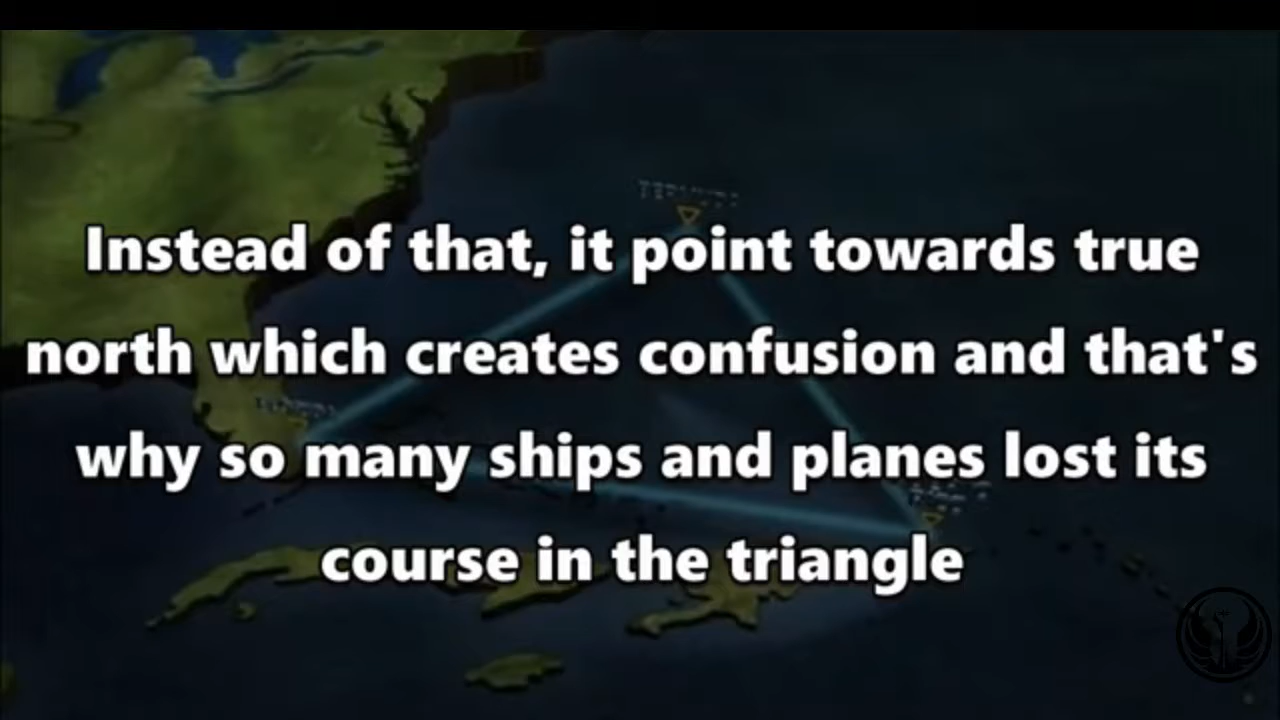 Instead of that, it point towards true
north which creates confusion and that's
why so many ships and planes lost its
course in the triangle